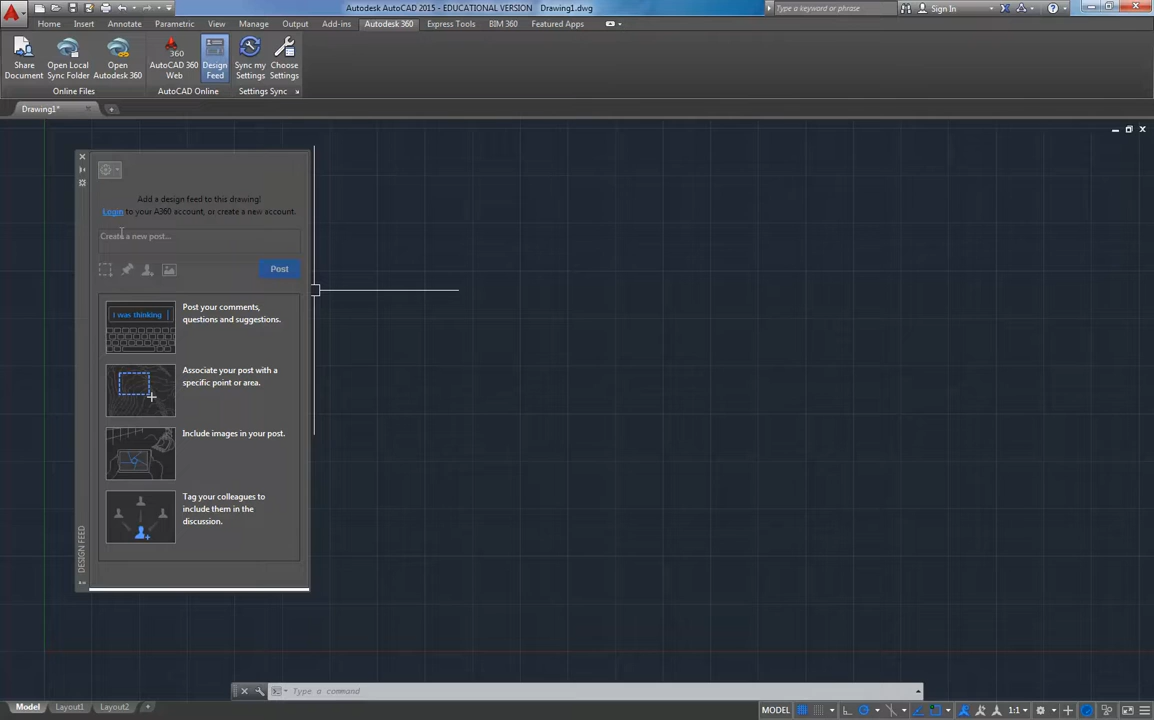 Autodesk AutoCAD 2015 - EDUCATIONAL VERSION Drawing1.dwg
Type a keyword or phrase
Sign In
Home Insert Annotate Parametric View Manage Output Add-ins Autodesk 360 Express Tools BIM 360 Featured Apps
360
Share Document
Open Local Sync Folder
Open Autodesk 360
AutoCAD 360 Web
Design Feed
Sync my Settings
Choose Settings
Online Files AutoCAD Online Settings Sync
Drawing1*
Add a design feed to this drawing!
Login to your A360 account, or create a new account.
Create a new post...
Post
I was thinking
Post your comments,
questions and suggestions.
Associate your post with a
specific point or area.
Include images in your post.
Tag your colleagues to
include them in the
discussion.
DESIGN FEED
Type a command
Model Layout1 Layout2 +
MODEL 1:1